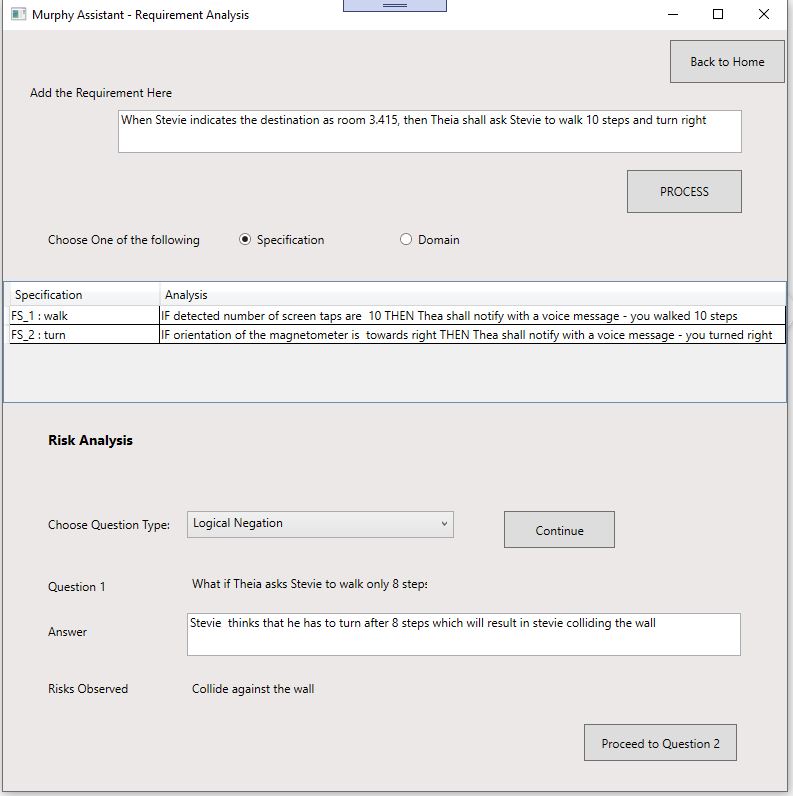 Murphy Assistant - Requirement Analysis
Back to Home
Add the Requirement Here
When Stevie indicates the destination as room 3.415, then Theia shall ask Stevie to walk 10 steps and turn right
PROCESS
Choose One of the following Specification Domain
Specification Analysis
FS_1 : walk IF detected number of screen taps are 10 THEN Thea shall notify with a voice message - you walked 10 steps
FS_2 : turn IF orientation of the magnetometer is towards right THEN Thea shall notify with a voice message - you turned right
Risk Analysis
Choose Question Type: Logical Negation Continue
Question 1 What if Theia asks Stevie to walk only 8 steps
Answer Stevie thinks that he has to turn after 8 steps which will result in stevie colliding the wall
Risks Observed Collide against the wall
Proceed to Question 2